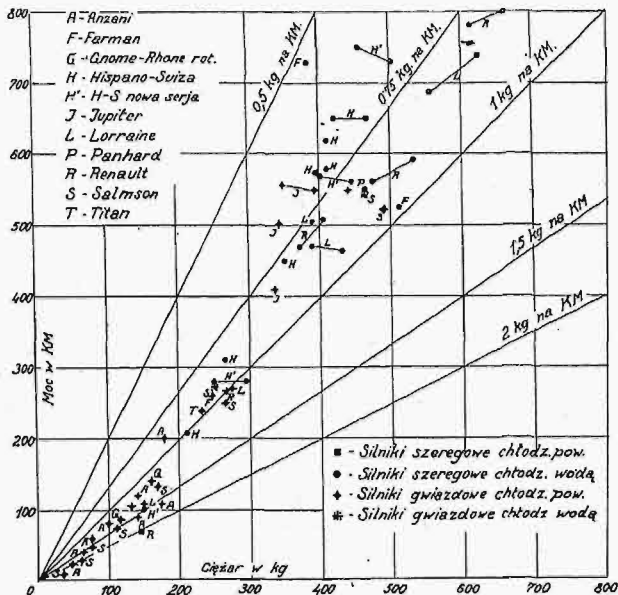 A - Anzani
F - Farman
G - Gnome-Rhone rot.
H - Hispano-Suiza
H' - H-S nowa serja
J - Jupiter
L - Lorraine
P - Panhard
R - Renault
S - Salmson
T - Titan
0,5 kg na KM.
0,75 kg na KM.
1 kg na KM
1,5 kg na KM
2 kg na KM
800
700
600
500
400
300
200
100
0
Moc w KM
F
H'
R
L
H
H
H
H
H'
P
R
J
S
S
F
J
L
R
L
H
J
H
H'
L
S
F
R
S
T
H
A
G
A
S
L
A
G
H'
A
R
S
A
S
A
S
S
A
■ - Silniki szeregowe chłodz. pow.
● - Silniki szeregowe chłodz. wodą
✦ - Silniki gwiazdowe chłodz. pow.
✳ - Silniki gwiazdowe chłodz wodą
Ciężar w kg
100 200 300 400 500 600 700 800